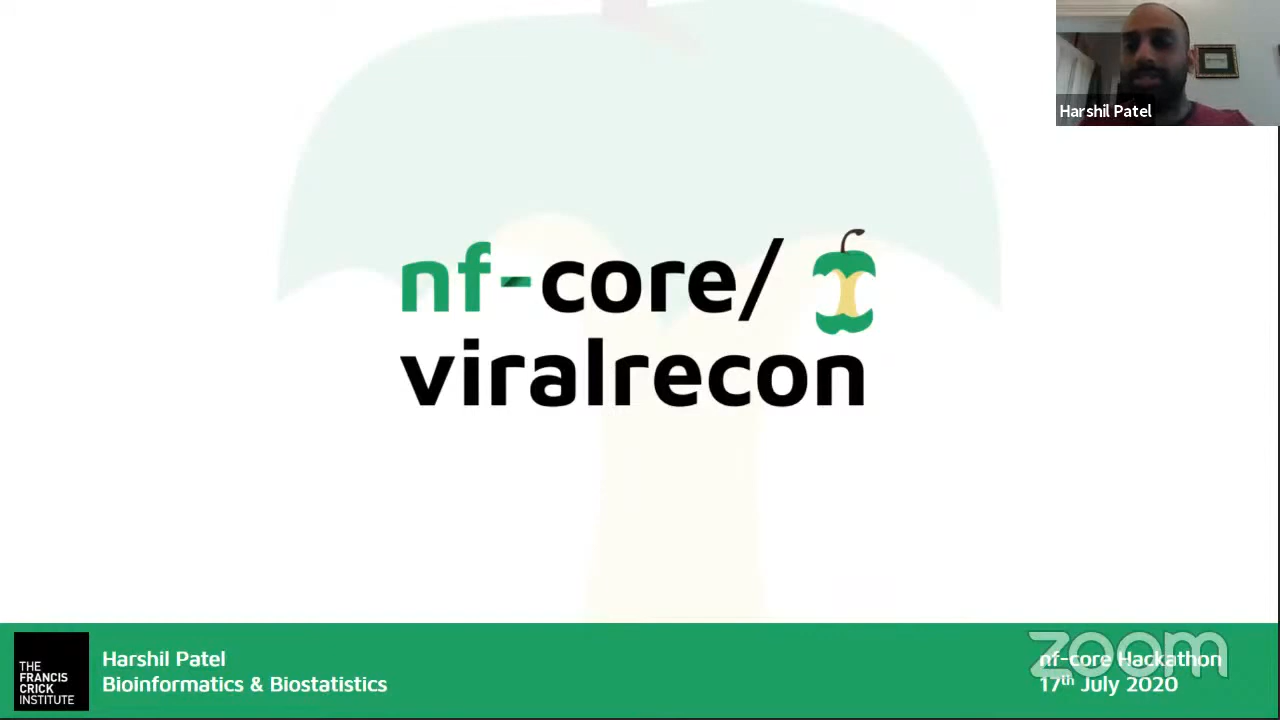 Harshil Patel
nf-core/
viralrecon
THE
FRANCIS
CRICK
INSTITUTE
Harshil Patel
Bioinformatics & Biostatistics
zoom
nf-core Hackathon
17th July 2020